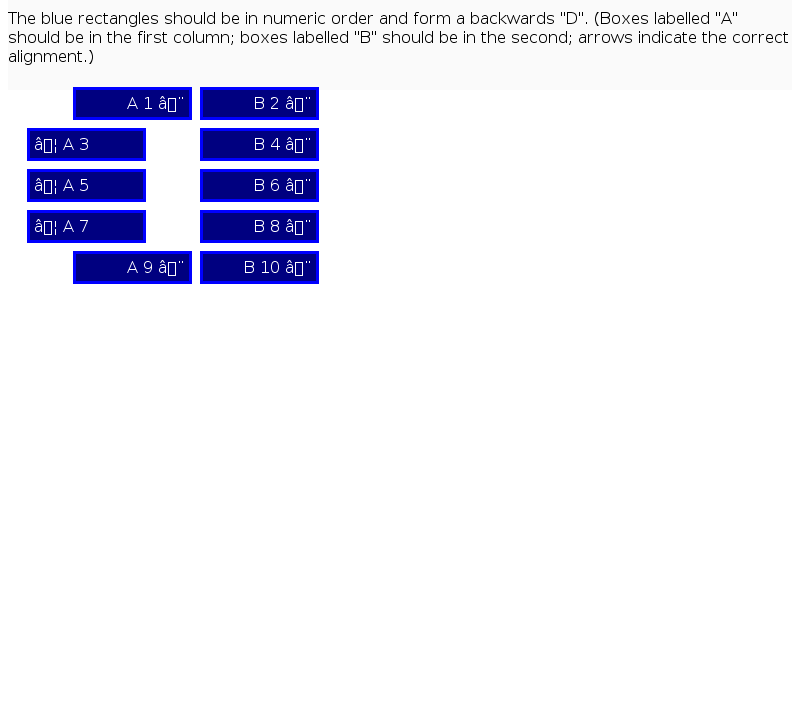 The blue rectangles should be in numeric order and form a backwards "D". (Boxes labelled "A"
should be in the first column; boxes labelled "B" should be in the second; arrows indicate the correct
alignment.)
A 1 â▯¨ B 2 â▯¨
â▯¦ A 3 B 4 â▯¨
â▯¦ A 5 B 6 â▯¨
â▯¦ A 7 B 8 â▯¨
A 9 â▯¨ B 10 â▯¨